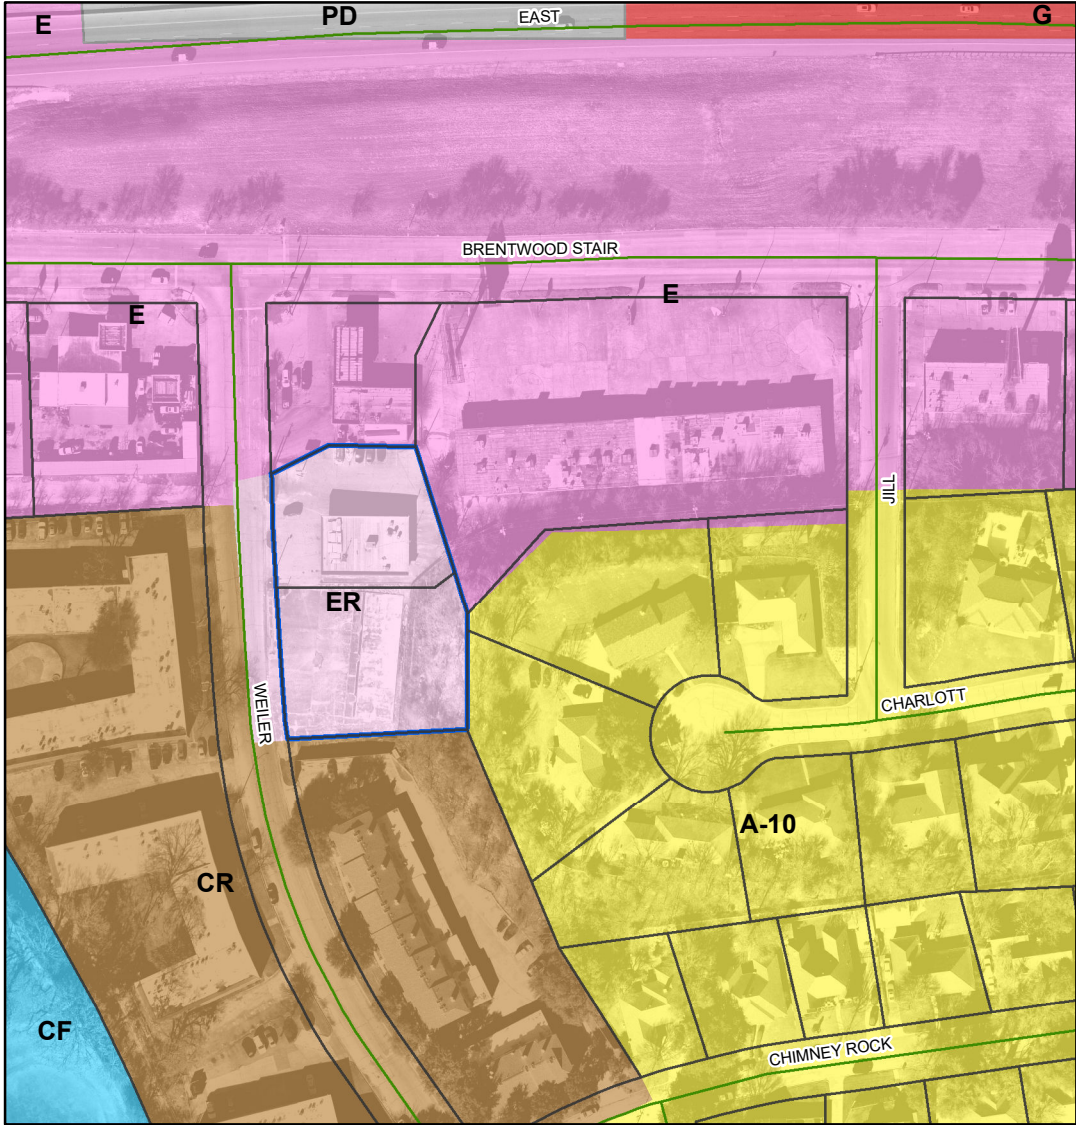 E
PD
EAST
G
BRENTWOOD STAIR
E
E
JILL
ER
WEILER
CHARLOTT
A-10
CR
CF
CHIMNEY ROCK